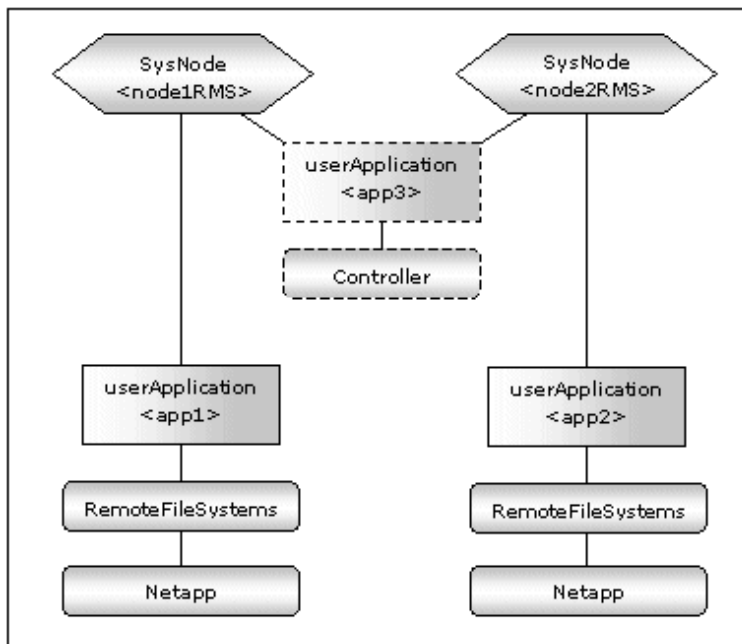 SysNode
<node1RMS>
SysNode
<node2RMS>
userApplication
<app3>
Controller
userApplication
<app1>
userApplication
<app2>
RemoteFileSystems
RemoteFileSystems
Netapp
Netapp